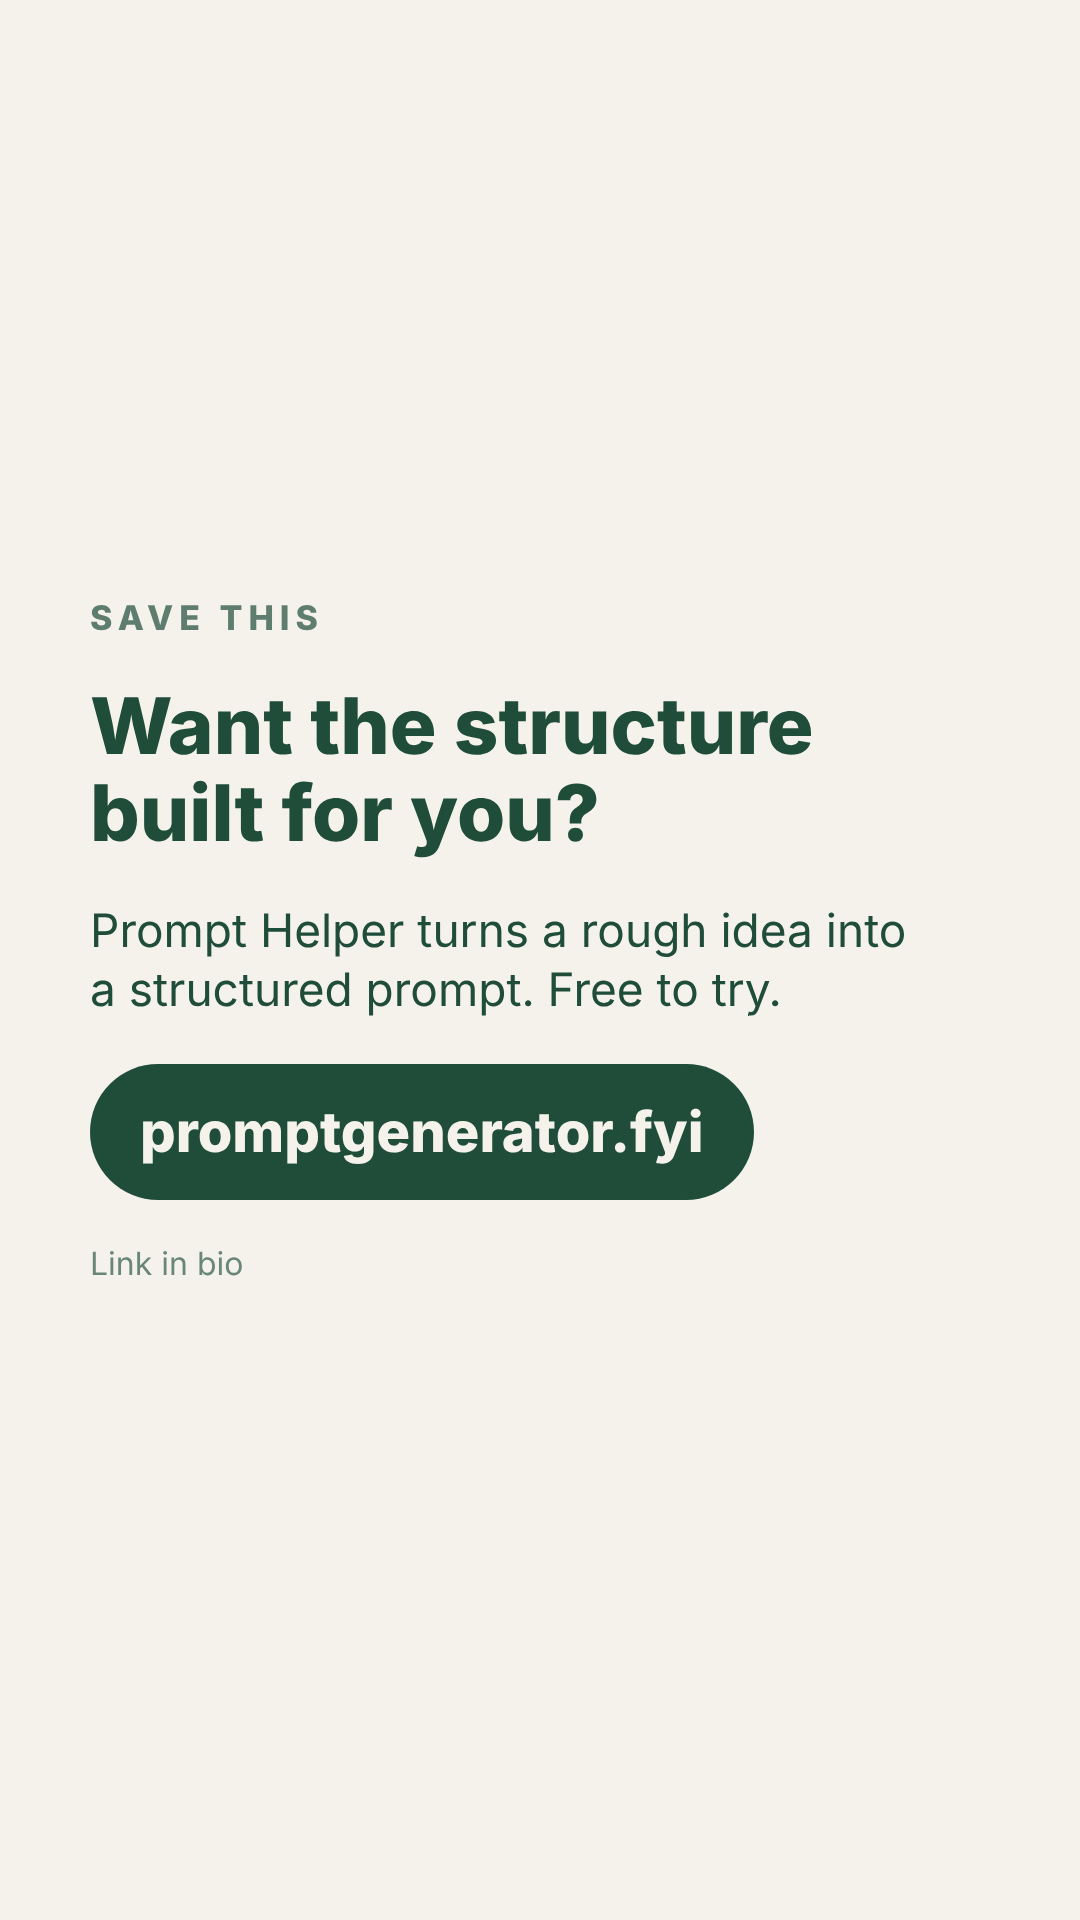 SAVE THIS
Want the structure
built for you?
Prompt Helper turns a rough idea into
a structured prompt. Free to try.
promptgenerator.fyi
Link in bio